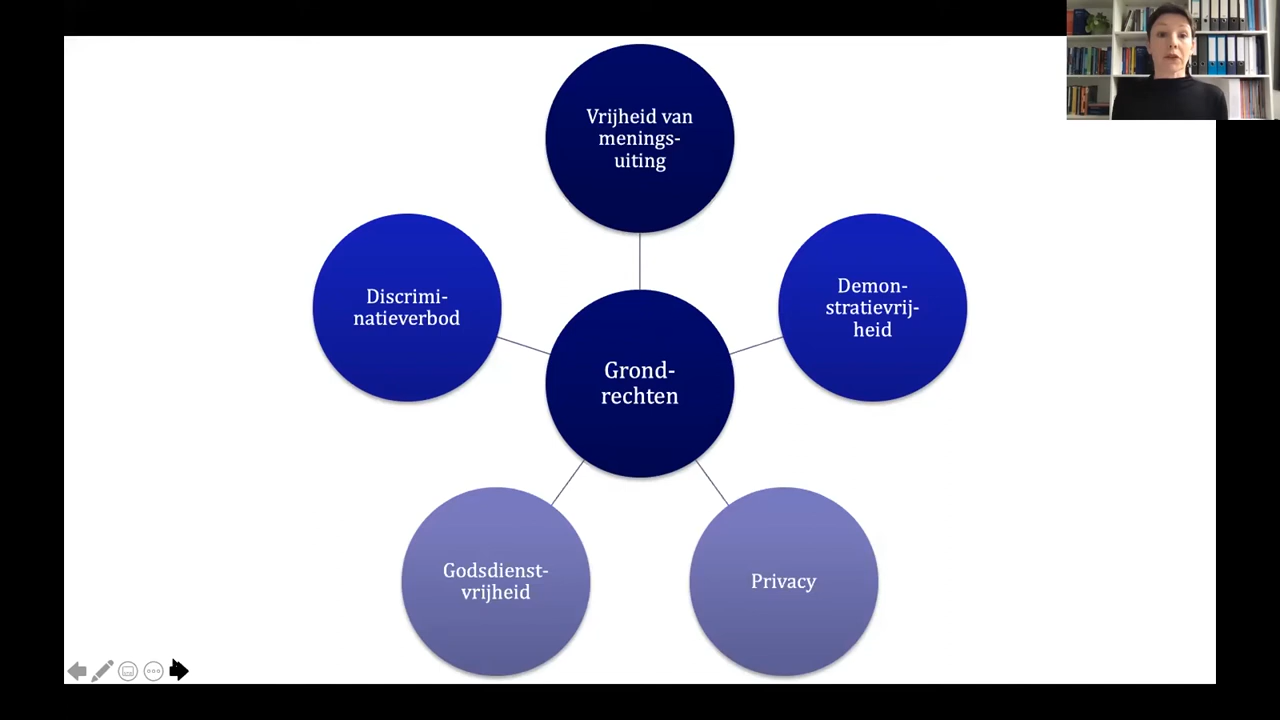 Vrijheid van
menings-
uiting
Discrimi-
natieverbod
Demon-
stratievrij-
heid
Grond-
rechten
Godsdienst-
vrijheid
Privacy